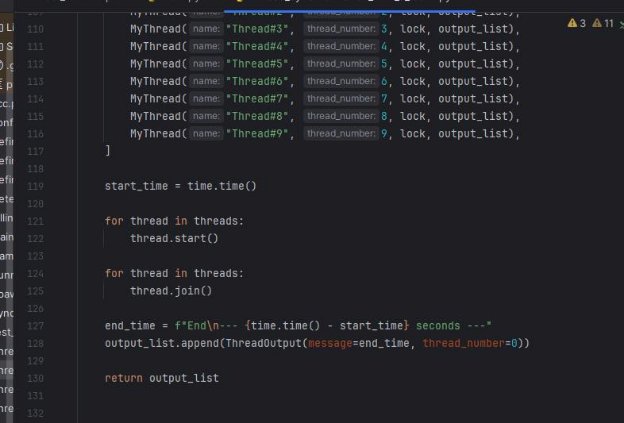 110 MyThread( name: "Thread#3", thread_number: 3, lock, output_list),
111 MyThread( name: "Thread#4", thread_number: 4, lock, output_list),
112 MyThread( name: "Thread#5", thread_number: 5, lock, output_list),
113 MyThread( name: "Thread#6", thread_number: 6, lock, output_list),
114 MyThread( name: "Thread#7", thread_number: 7, lock, output_list),
115 MyThread( name: "Thread#8", thread_number: 8, lock, output_list),
116 MyThread( name: "Thread#9", thread_number: 9, lock, output_list),
117 ]
118
119 start_time = time.time()
120
121 for thread in threads:
122 thread.start()
123
124 for thread in threads:
125 thread.join()
126
127 end_time = f"End\n--- {time.time() - start_time} seconds ---"
128 output_list.append(ThreadOutput(message=end_time, thread_number=0))
129
130 return output_list
131
132
3 11